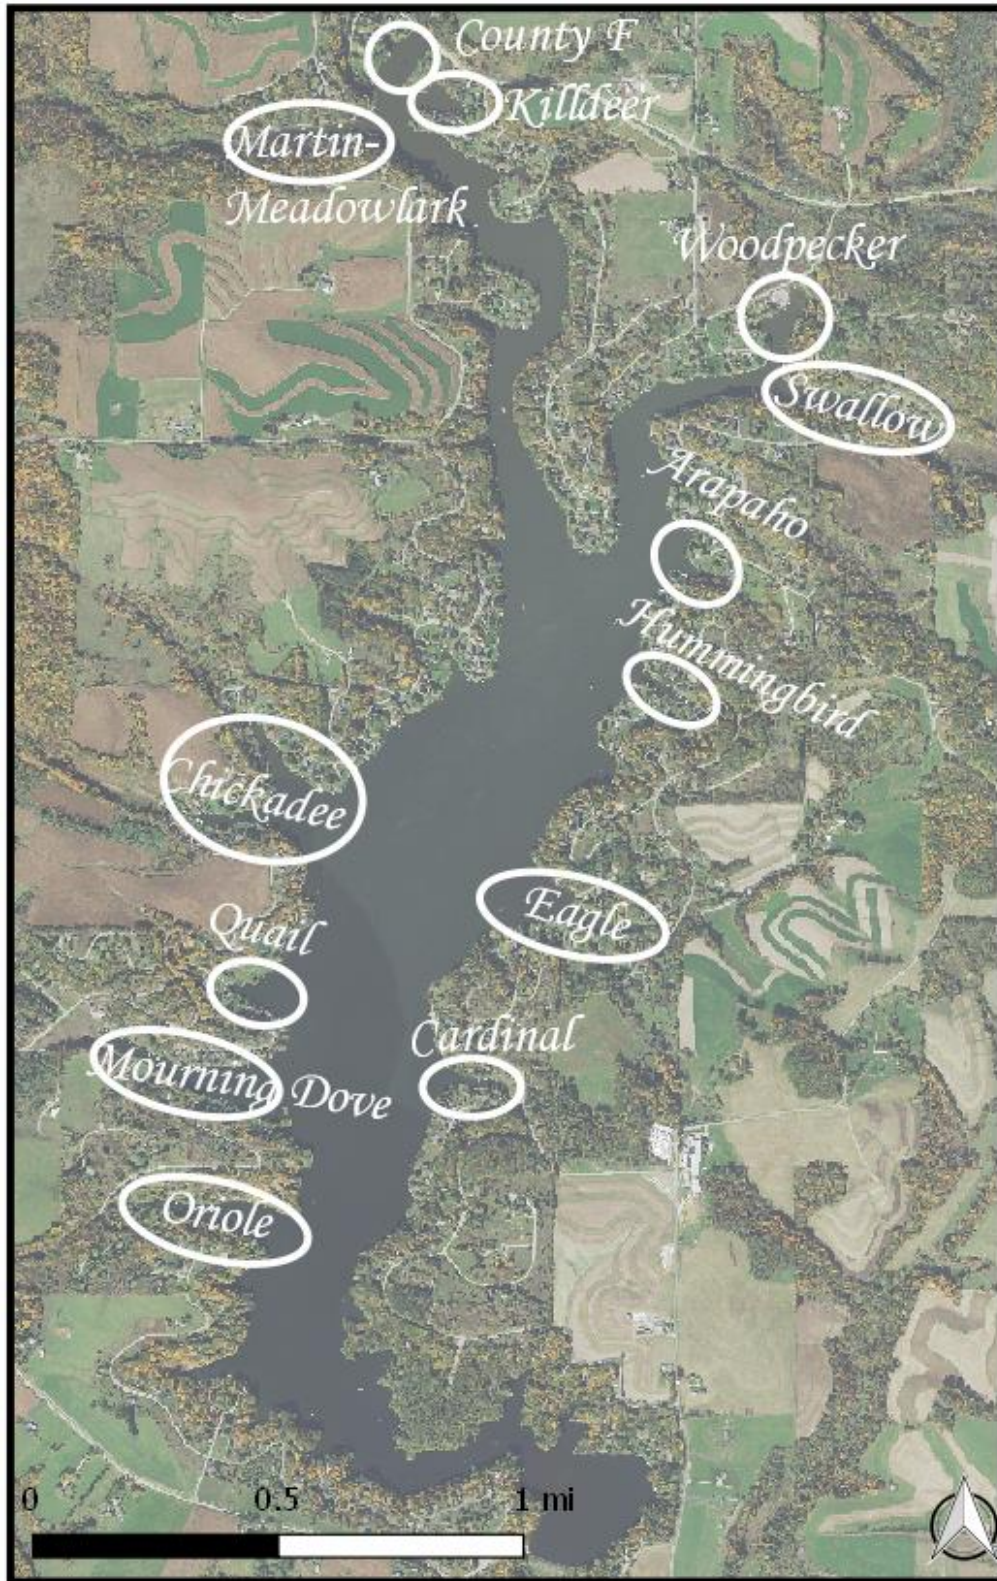 County F
Killdeer
Martin-
Meadowlark
Woodpecker
Swallow
Arapaho
Hummingbird
Chickadee
Eagle
Quail
Cardinal
Mourning Dove
Oriole
0 0.5 1 mi